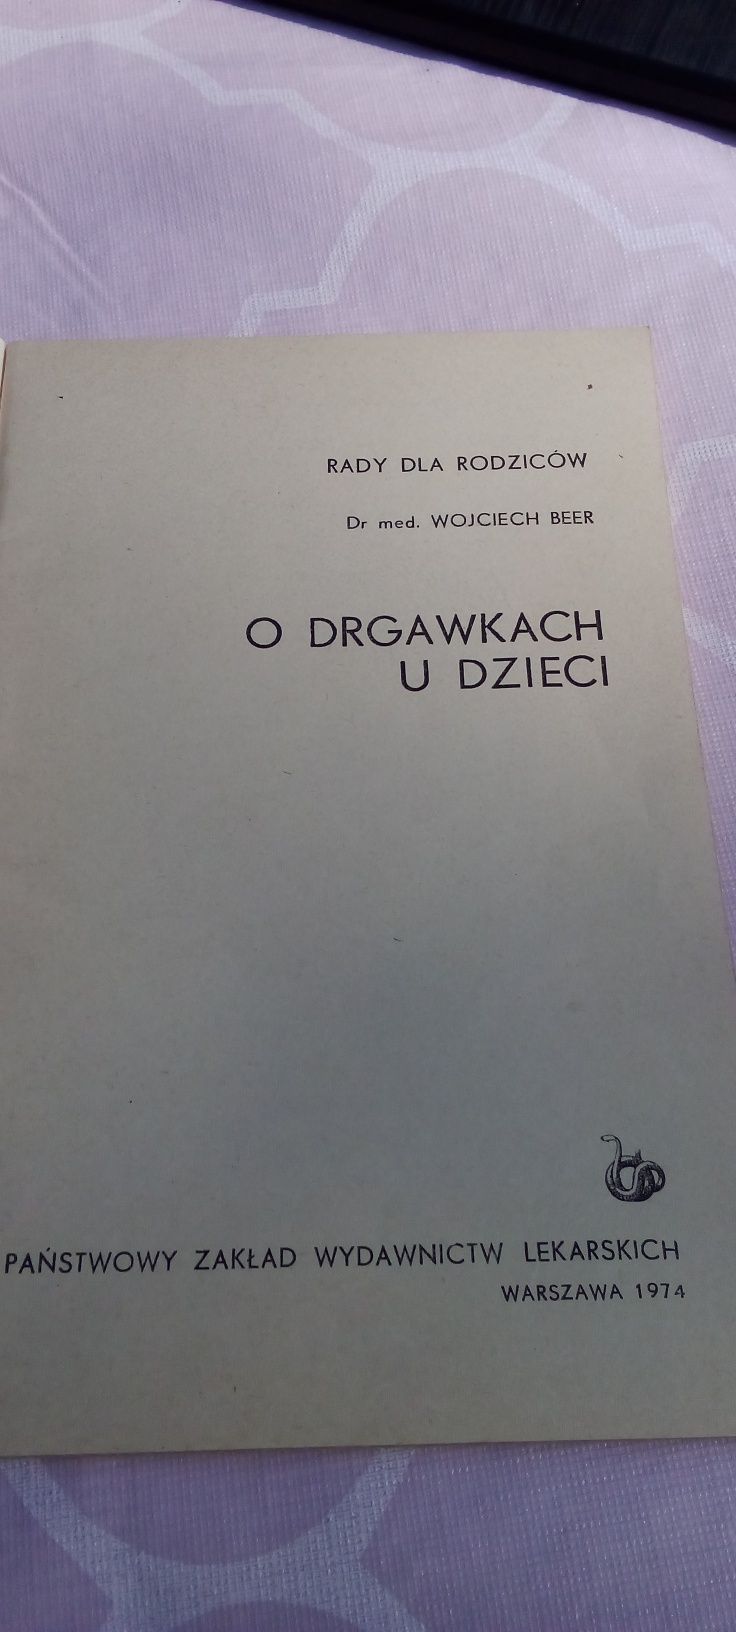 RADY DLA RODZICÓW
Dr med. WOJCIECH BEER
O DRGAWKACH
U DZIECI
PAŃSTWOWY ZAKŁAD WYDAWNICTW LEKARSKICH
WARSZAWA 1974